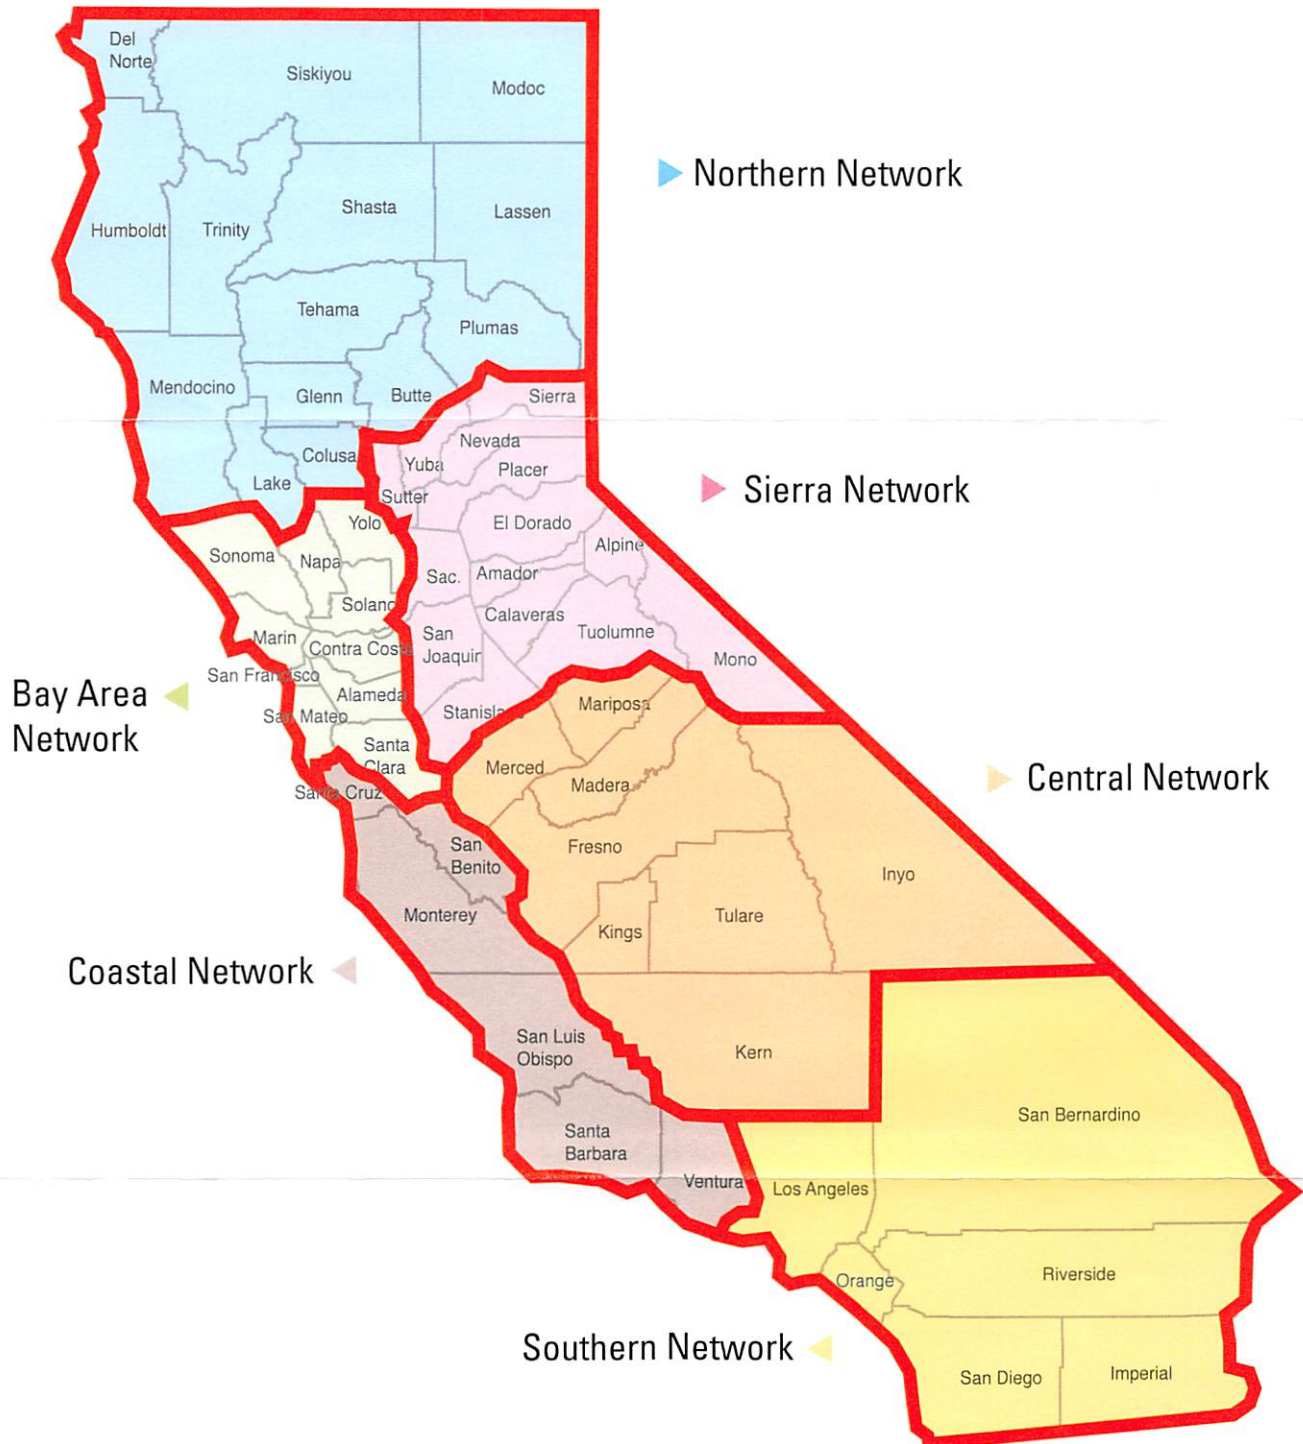 Del
Norte
Siskiyou
Modoc
Northern Network
Humboldt
Trinity
Shasta
Lassen
Tehama
Plumas
Mendocino
Glenn
Butte
Sierra
Colusa
Lake
Nevada
Yuba
Placer
Sutter
Sierra Network
Yolo
El Dorado
Sonoma
Napa
Alpine
Sac.
Amador
Solano
Calaveras
Marin
Contra Costa
San
Joaquin
Tuolumne
Mono
San Francisco
Bay Area
Network
Alameda
San Mateo
Stanislaus
Mariposa
Santa
Clara
Merced
Madera
Central Network
Santa Cruz
San
Benito
Fresno
Inyo
Monterey
Kings
Tulare
Coastal Network
San Luis
Obispo
Kern
Santa
Barbara
Ventura
San Bernardino
Los Angeles
Orange
Riverside
Southern Network
San Diego
Imperial